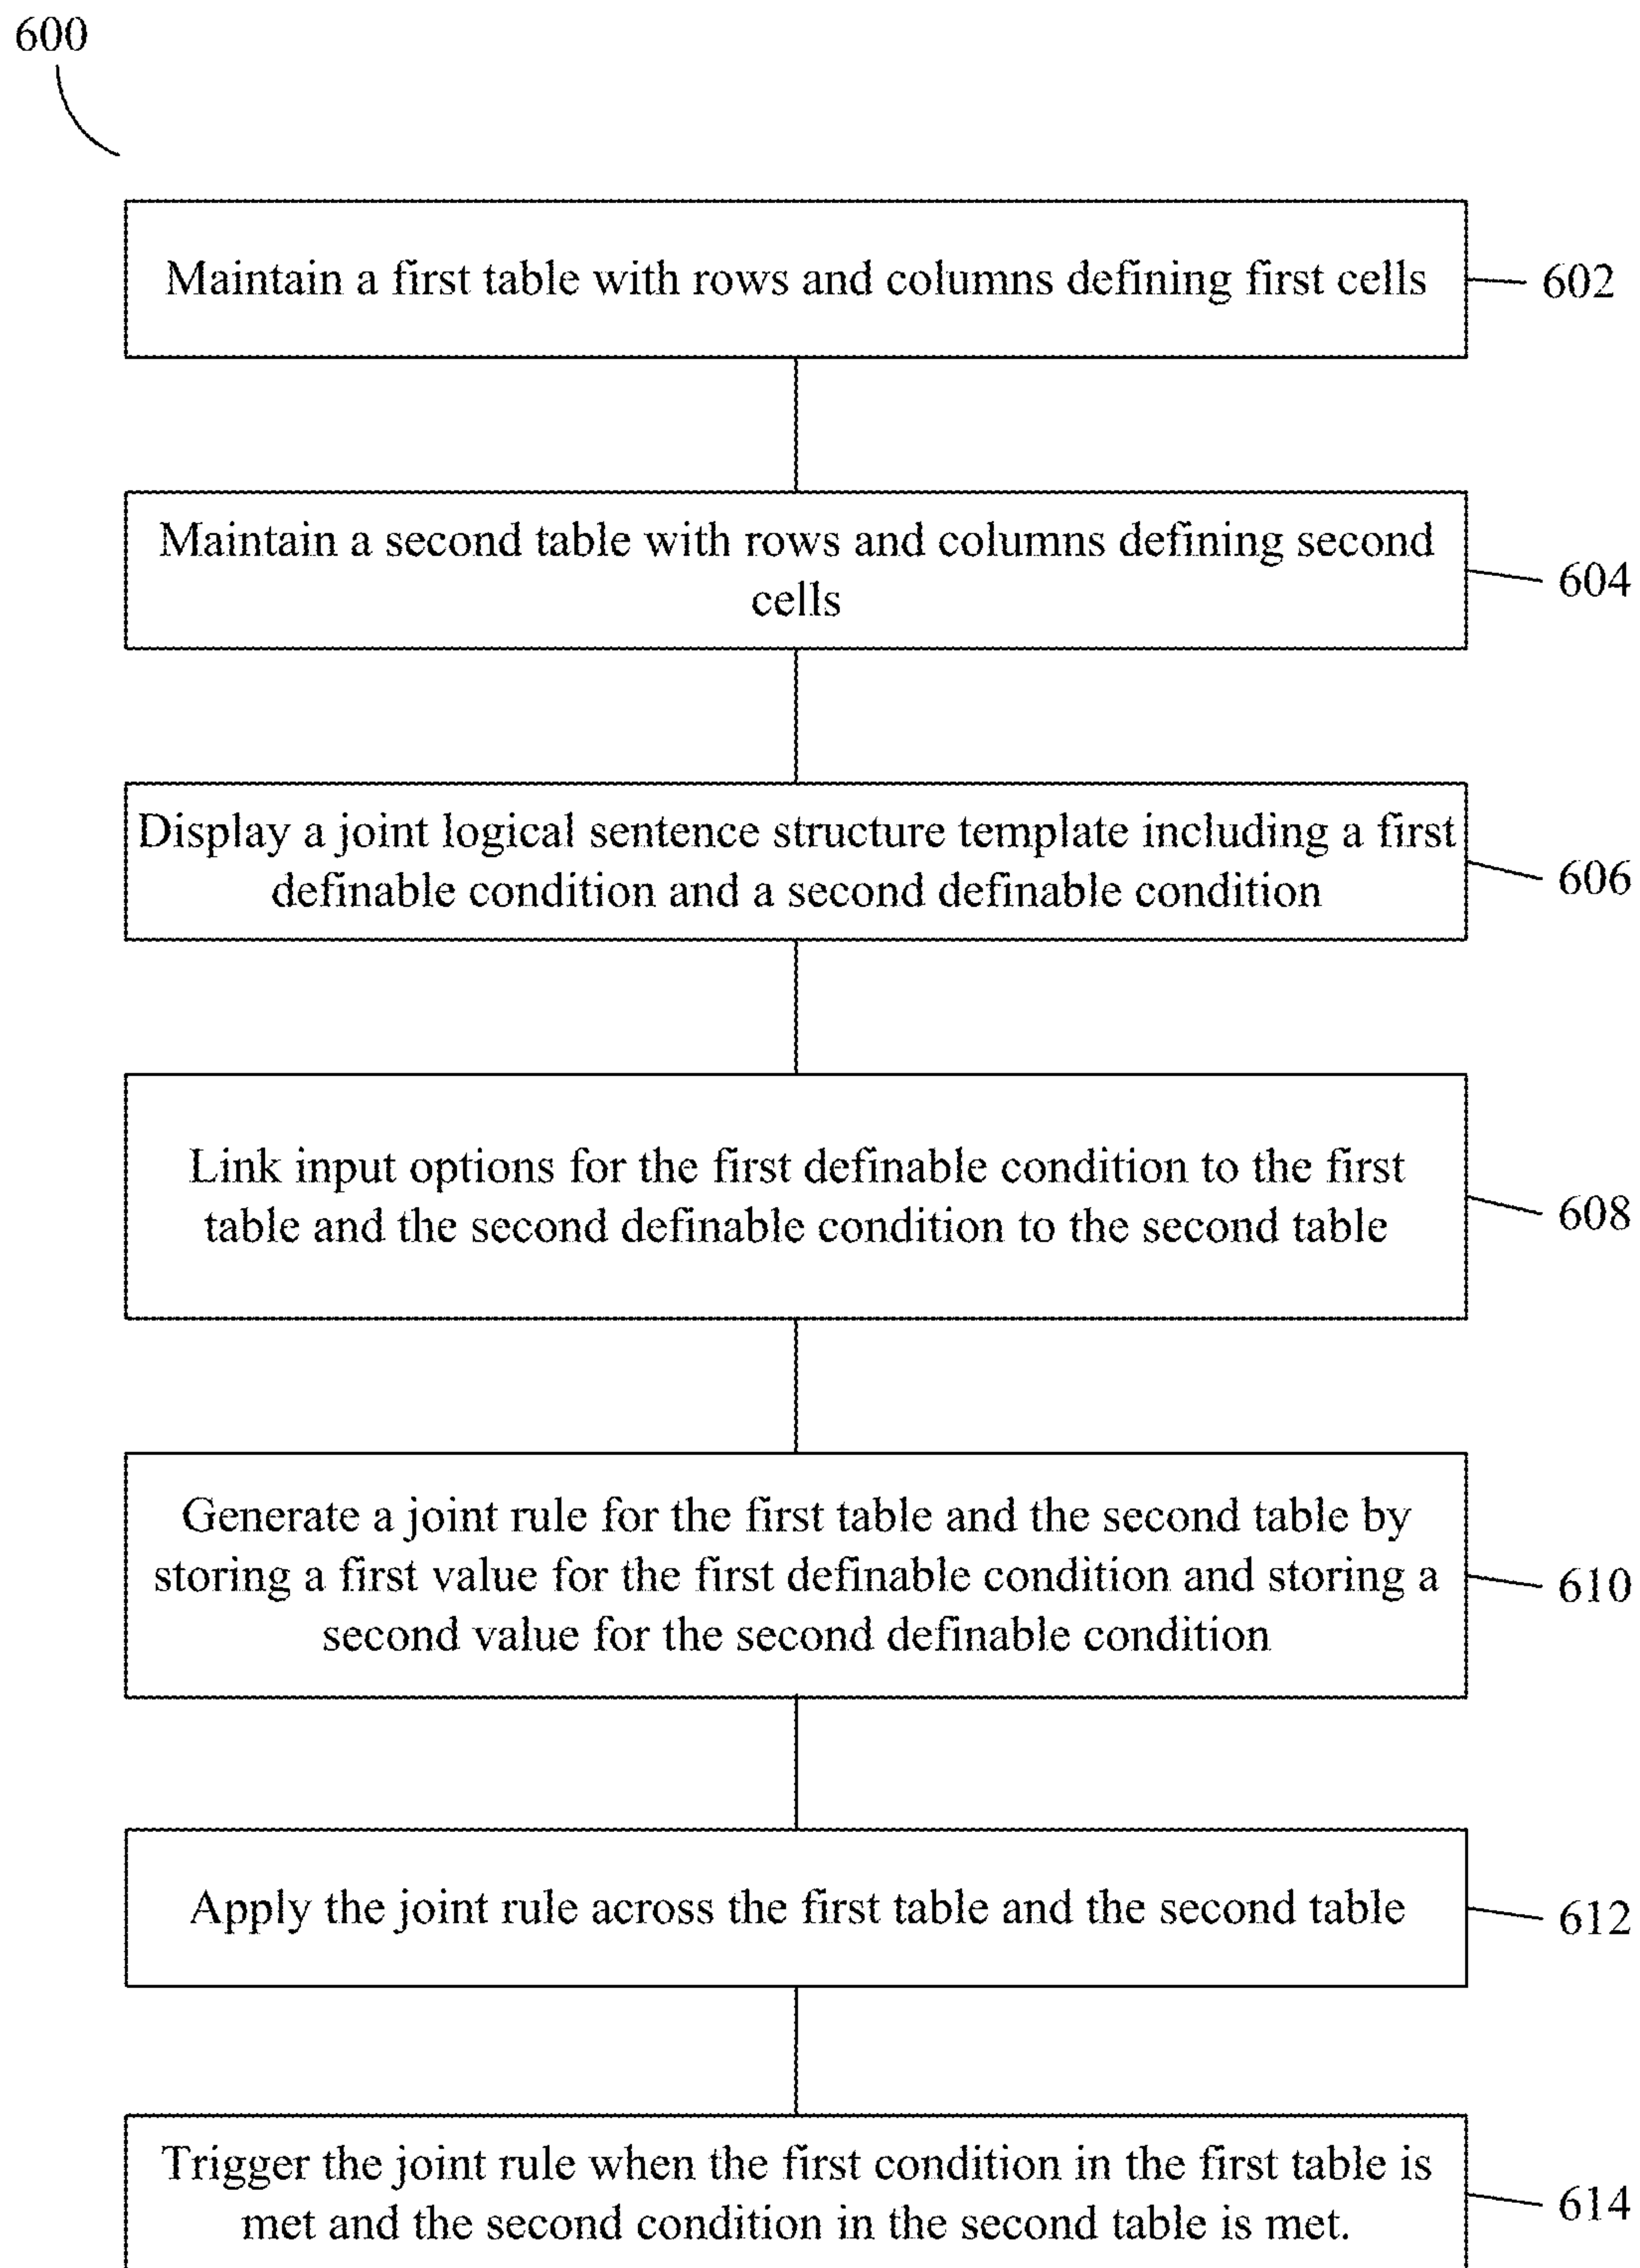 600
Maintain a first table with rows and columns defining first cells
602
Maintain a second table with rows and columns defining second
cells
604
Display a joint logical sentence structure template including a first
definable condition and a second definable condition
606
Link input options for the first definable condition to the first
table and the second definable condition to the second table
608
Generate a joint rule for the first table and the second table by
storing a first value for the first definable condition and storing a
second value for the second definable condition
610
Apply the joint rule across the first table and the second table
612
Trigger the joint rule when the first condition in the first table is
met and the second condition in the second table is met.
614